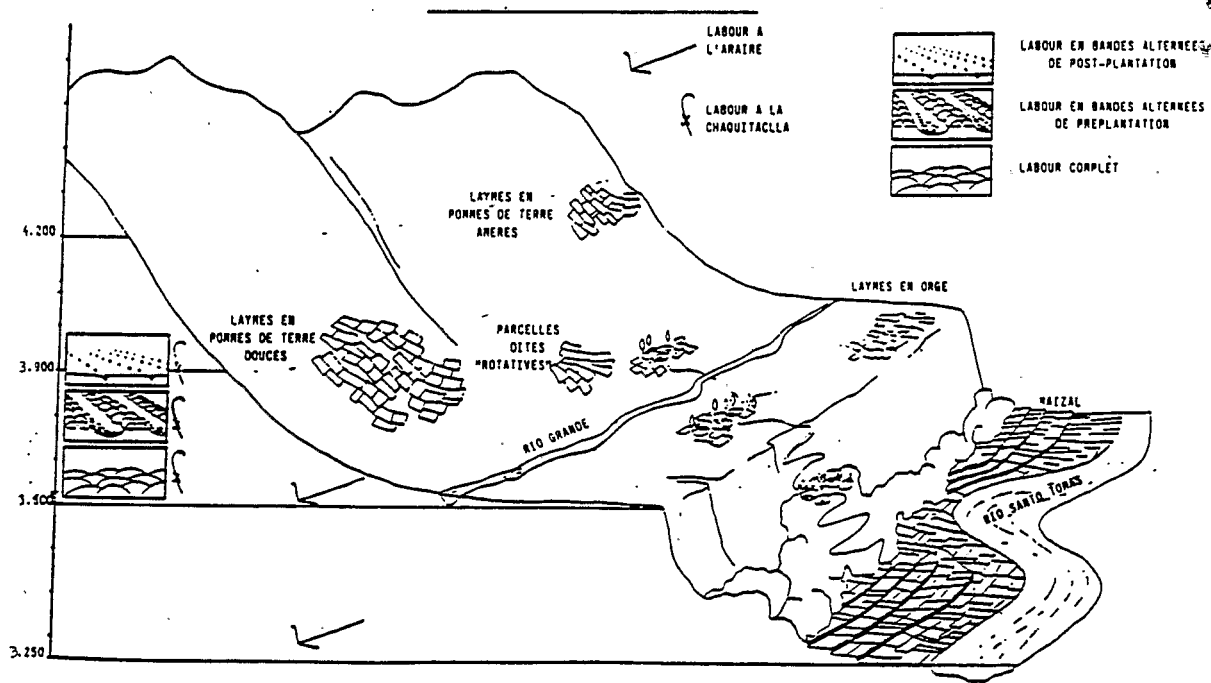 LABOUR A
L'ARAIRE
LABOUR A LA
CHAQUITACLLA
LABOUR EN BANDES ALTERNEES
DE POST-PLANTATION
LABOUR EN BANDES ALTERNEES
DE PREPLANTATION
LABOUR COMPLET
LAYMES EN
POMMES DE TERRE
AMERES
4.200
LAYMES EN ORGE
LAYMES EN
POMMES DE TERRE
DOUCES
PARCELLES
DITES
"ROTATIVES"
3.900
MAIZAL
RIO GRANDE
RIO SANTO TOMAS
3.250